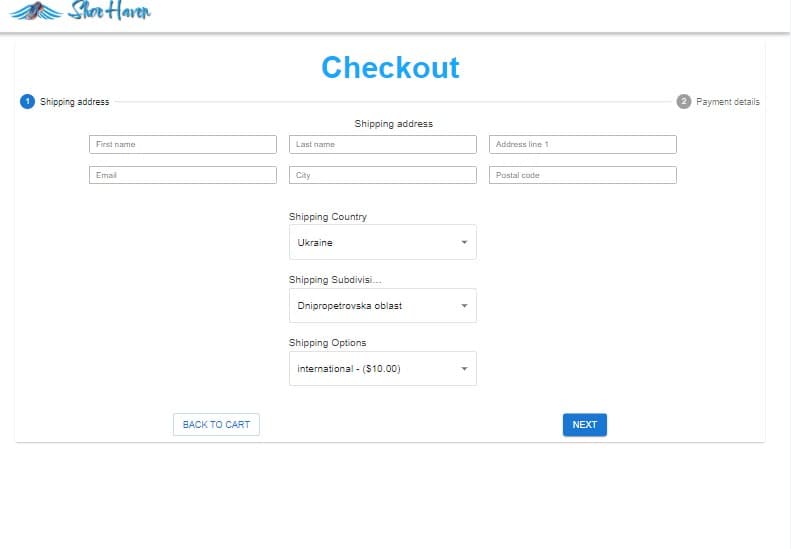 Shoe Haven
Checkout
1 Shipping address
2 Payment details
Shipping address
First name
Last name
Address line 1
Email
City
Postal code
Shipping Country
Ukraine
Shipping Subdivisi...
Dnipropetrovska oblast
Shipping Options
international - ($10.00)
BACK TO CART
NEXT